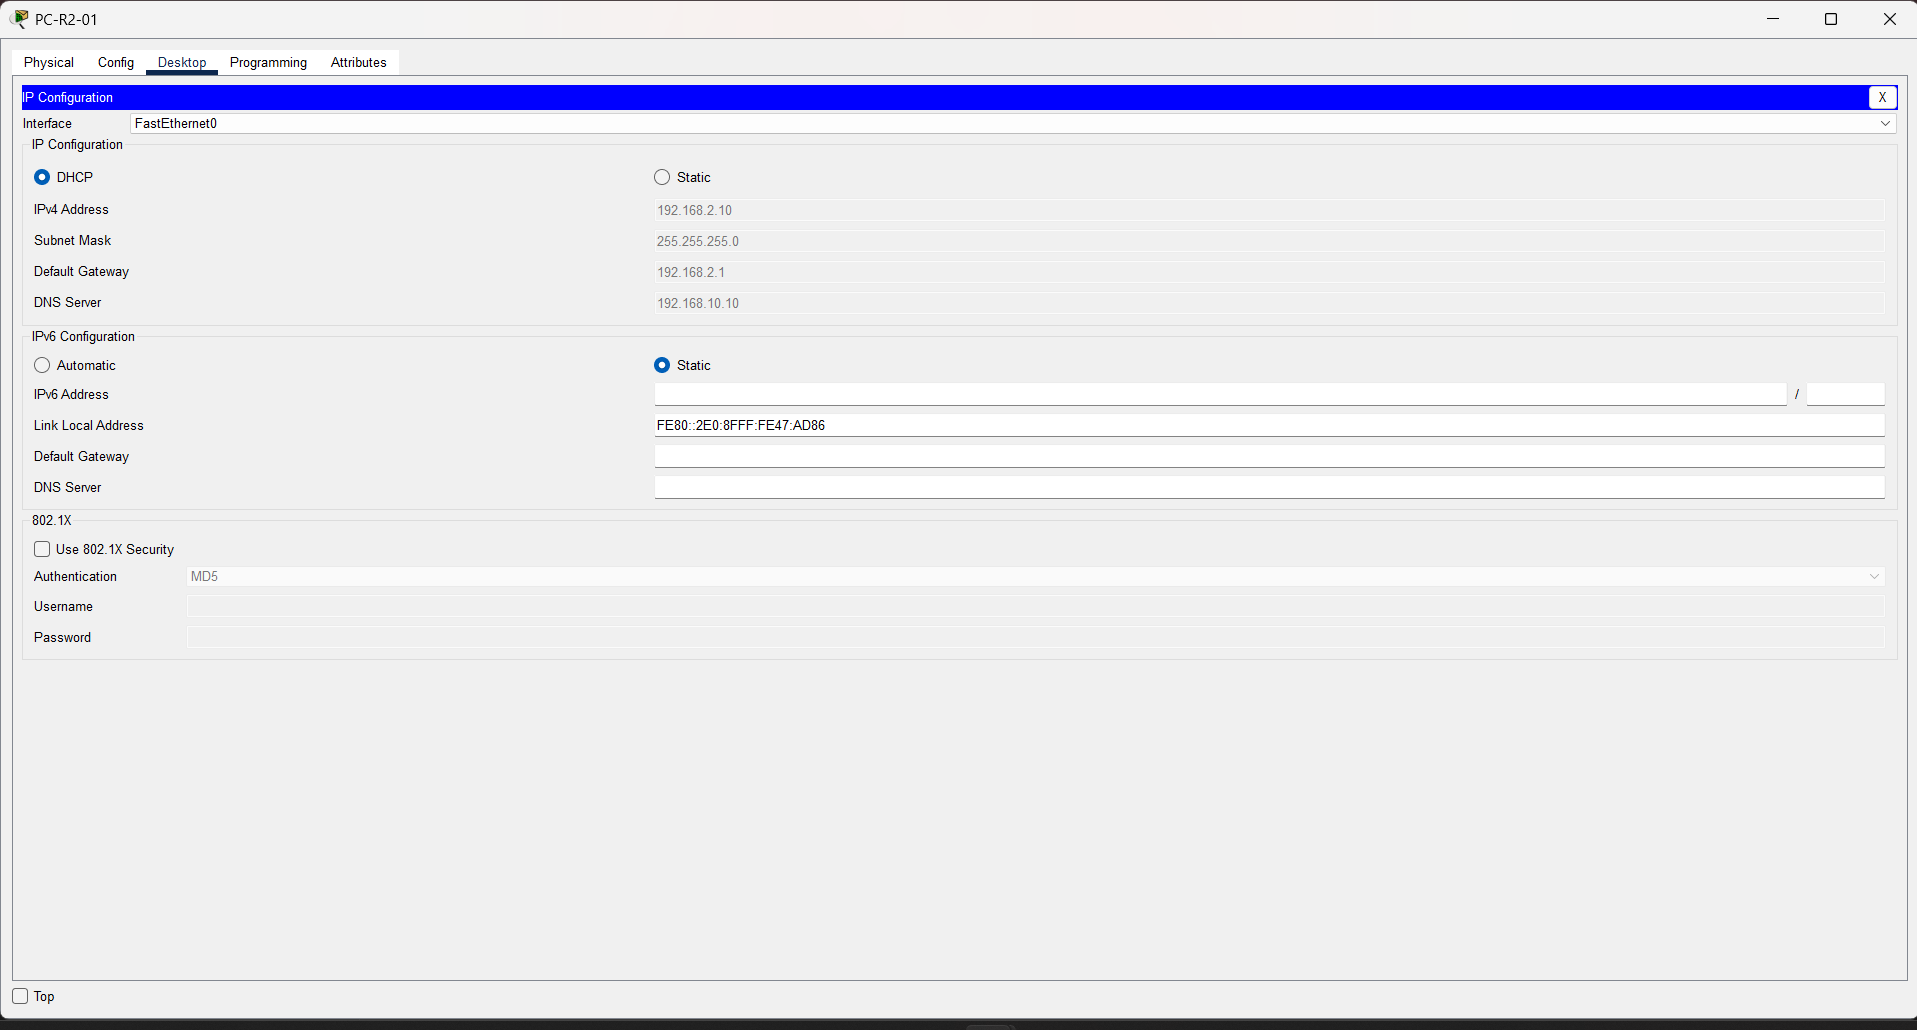 PC-R2-01
Physical Config Desktop Programming Attributes
IP Configuration X
Interface FastEthernet0
IP Configuration
DHCP Static
IPv4 Address 192.168.2.10
Subnet Mask 255.255.255.0
Default Gateway 192.168.2.1
DNS Server 192.168.10.10
IPv6 Configuration
Automatic Static
IPv6 Address /
Link Local Address FE80::2E0:8FFF:FE47:AD86
Default Gateway
DNS Server
802.1X
Use 802.1X Security
Authentication MD5
Username
Password
Top